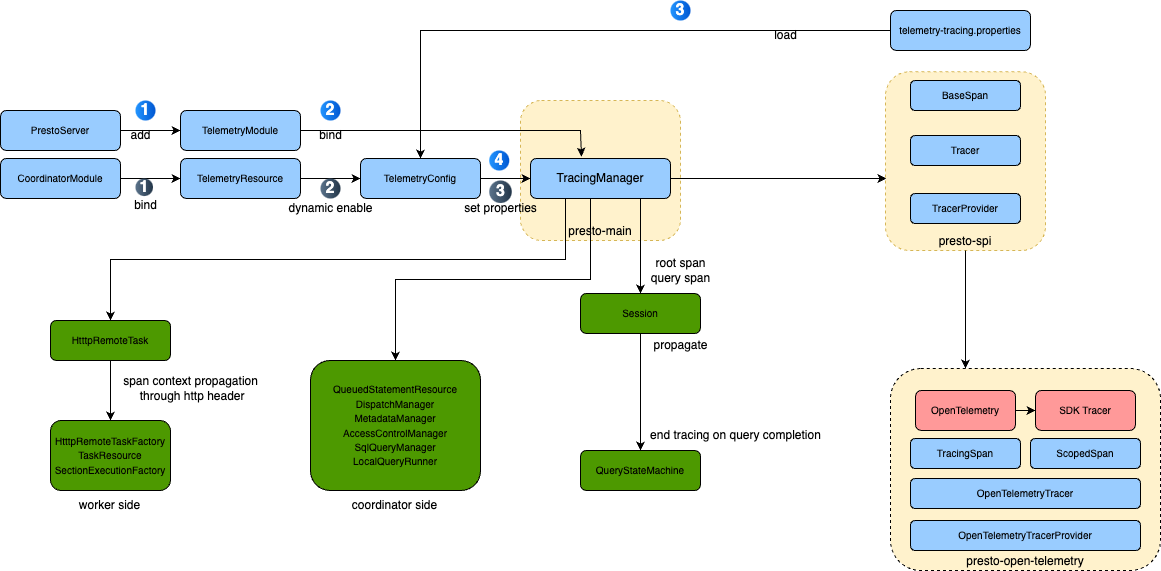 3
load
telemetry-tracing.properties
1
add
2
bind
PrestoServer
TelemetryModule
CoordinatorModule
1
bind
TelemetryResource
2
dynamic enable
TelemetryConfig
4
3
set properties
TracingManager
presto-main
BaseSpan
Tracer
TracerProvider
presto-spi
root span
query span
Session
propagate
end tracing on query completion
QueryStateMachine
HtttpRemoteTask
span context propagation
through http header
HtttpRemoteTaskFactory
TaskResource
SectionExecutionFactory
worker side
QueuedStatementResource
DispatchManager
MetadataManager
AccessControlManager
SqlQueryManager
LocalQueryRunner
coordinator side
OpenTelemetry
SDK Tracer
TracingSpan
ScopedSpan
OpenTelemetryTracer
OpenTelemetryTracerProvider
presto-open-telemetry